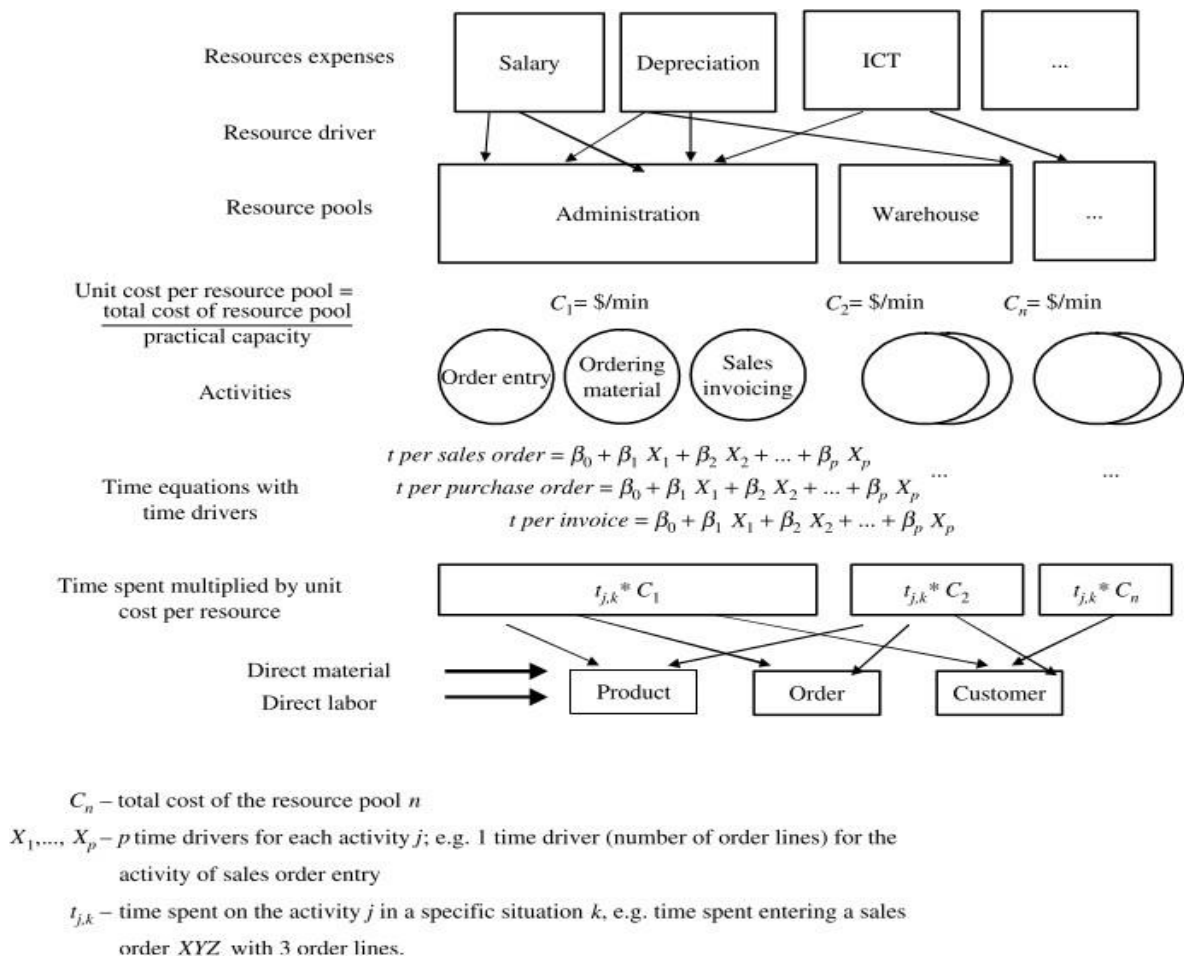 Resources expenses
Salary
Depreciation
ICT
...
Resource driver
Resource pools
Administration
Warehouse
...
Unit cost per resource pool =
total cost of resource pool
practical capacity
C₁= $/min
C₂= $/min
Cₙ= $/min
Activities
Order entry
Ordering
material
Sales
invoicing
Time equations with
time drivers
t per sales order = β₀ + β₁ X₁ + β₂ X₂ + ... + βₚ Xₚ
t per purchase order = β₀ + β₁ X₁ + β₂ X₂ + ... + βₚ Xₚ
t per invoice = β₀ + β₁ X₁ + β₂ X₂ + ... + βₚ Xₚ
...
...
Time spent multiplied by unit
cost per resource
t_{j,k}* C₁
t_{j,k}* C₂
t_{j,k}* Cₙ
Direct material
Direct labor
Product
Order
Customer
Cₙ – total cost of the resource pool n
X₁,..., Xₚ – p time drivers for each activity j; e.g. 1 time driver (number of order lines) for the
activity of sales order entry
t_{j,k} – time spent on the activity j in a specific situation k, e.g. time spent entering a sales
order XYZ with 3 order lines.